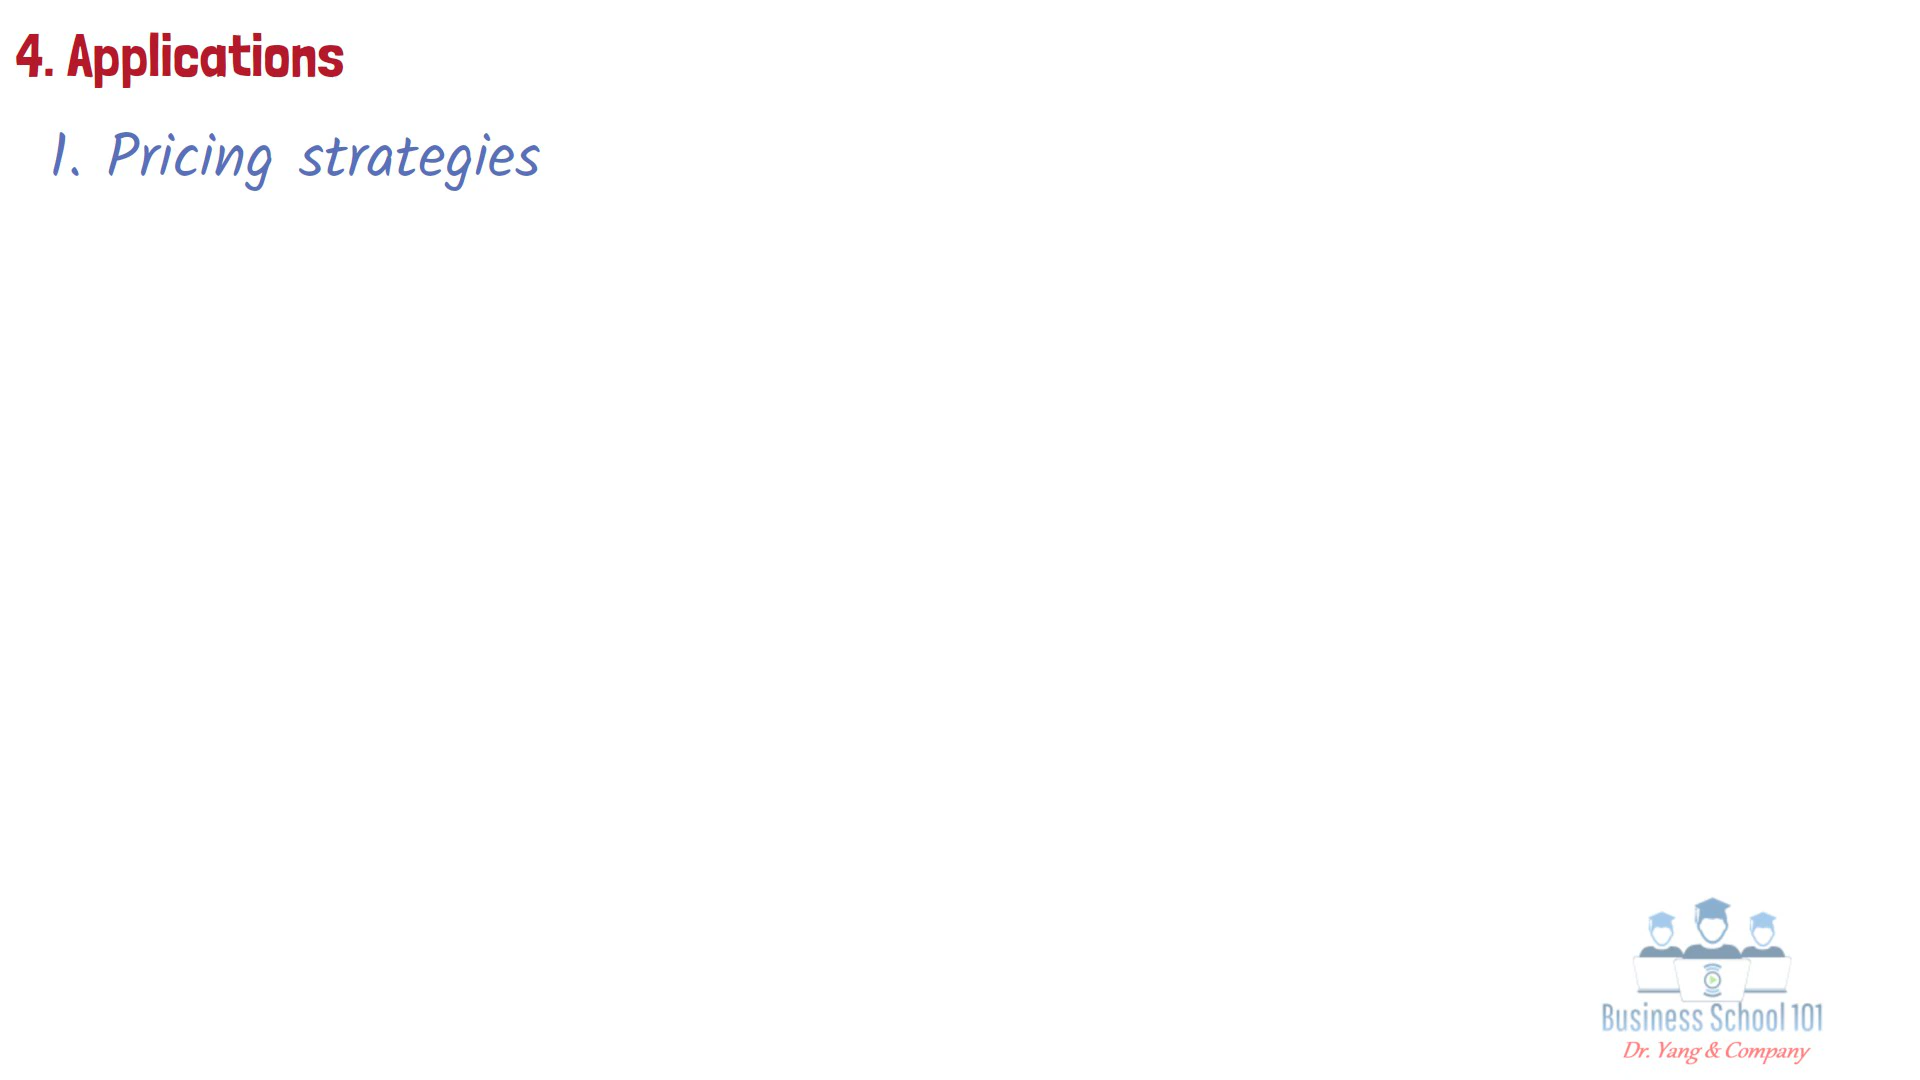 4. Applications
1. Pricing strategies
Business School 101
Dr. Yang & Company